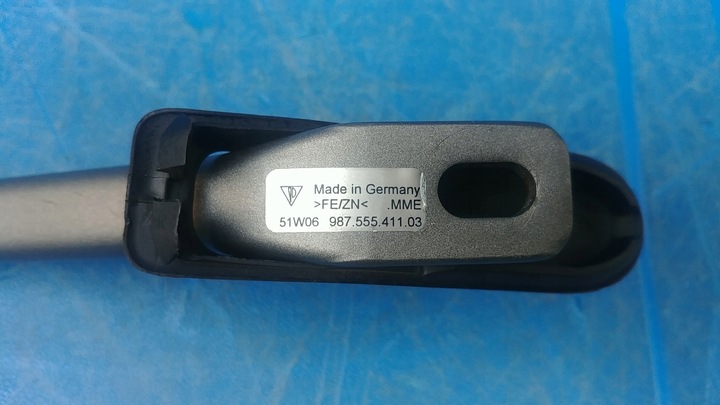 Made in Germany
>FE/ZN< .MME
51W06 987.555.411.03